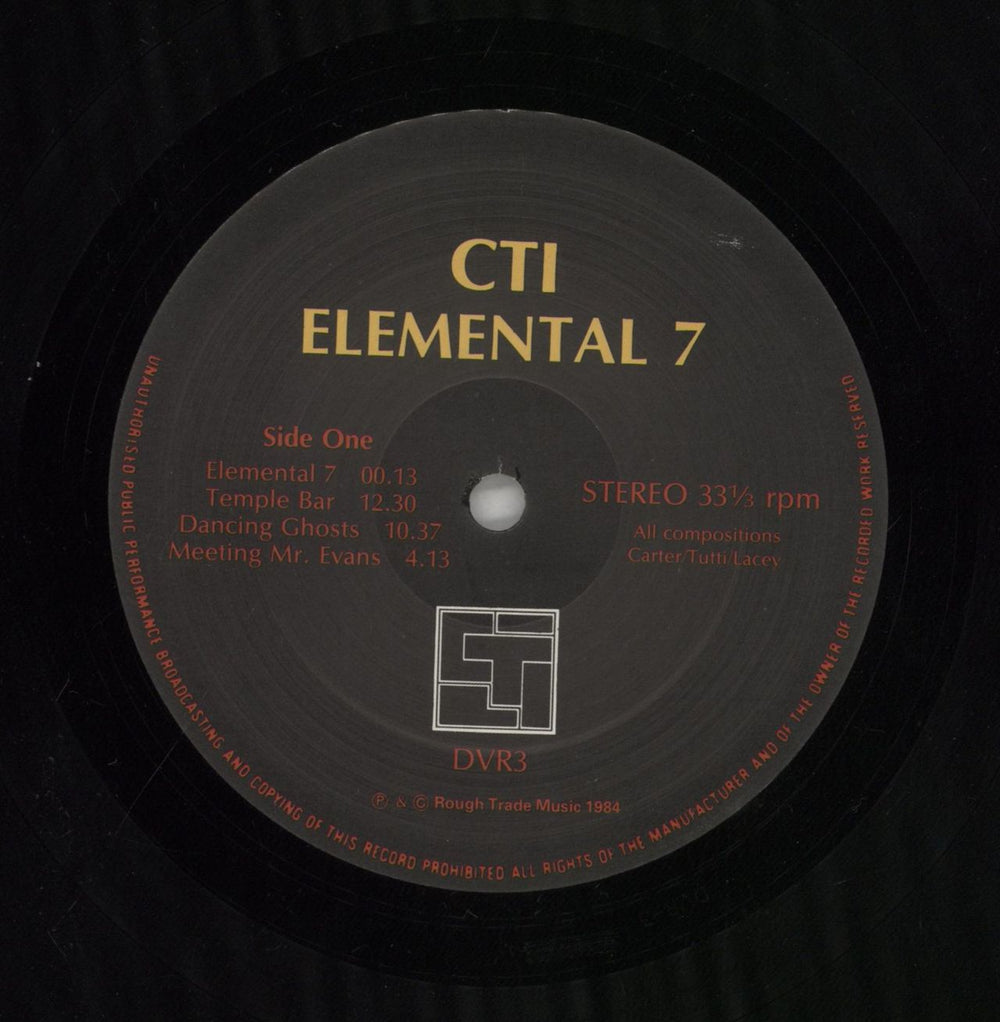 CTI
ELEMENTAL 7
Side One
Elemental 7 00.13
Temple Bar 12.30
Dancing Ghosts 10.37
Meeting Mr. Evans 4.13
STEREO 33⅓ rpm
All compositions
Carter/Tutti/Lacey
CTI
DVR3
Ⓟ & © Rough Trade Music 1984
UNAUTHORISED PUBLIC PERFORMANCE BROADCASTING AND COPYING OF THIS RECORD PROHIBITED ALL RIGHTS OF THE MANUFACTURER AND OF THE OWNER OF THE RECORDED WORK RESERVED